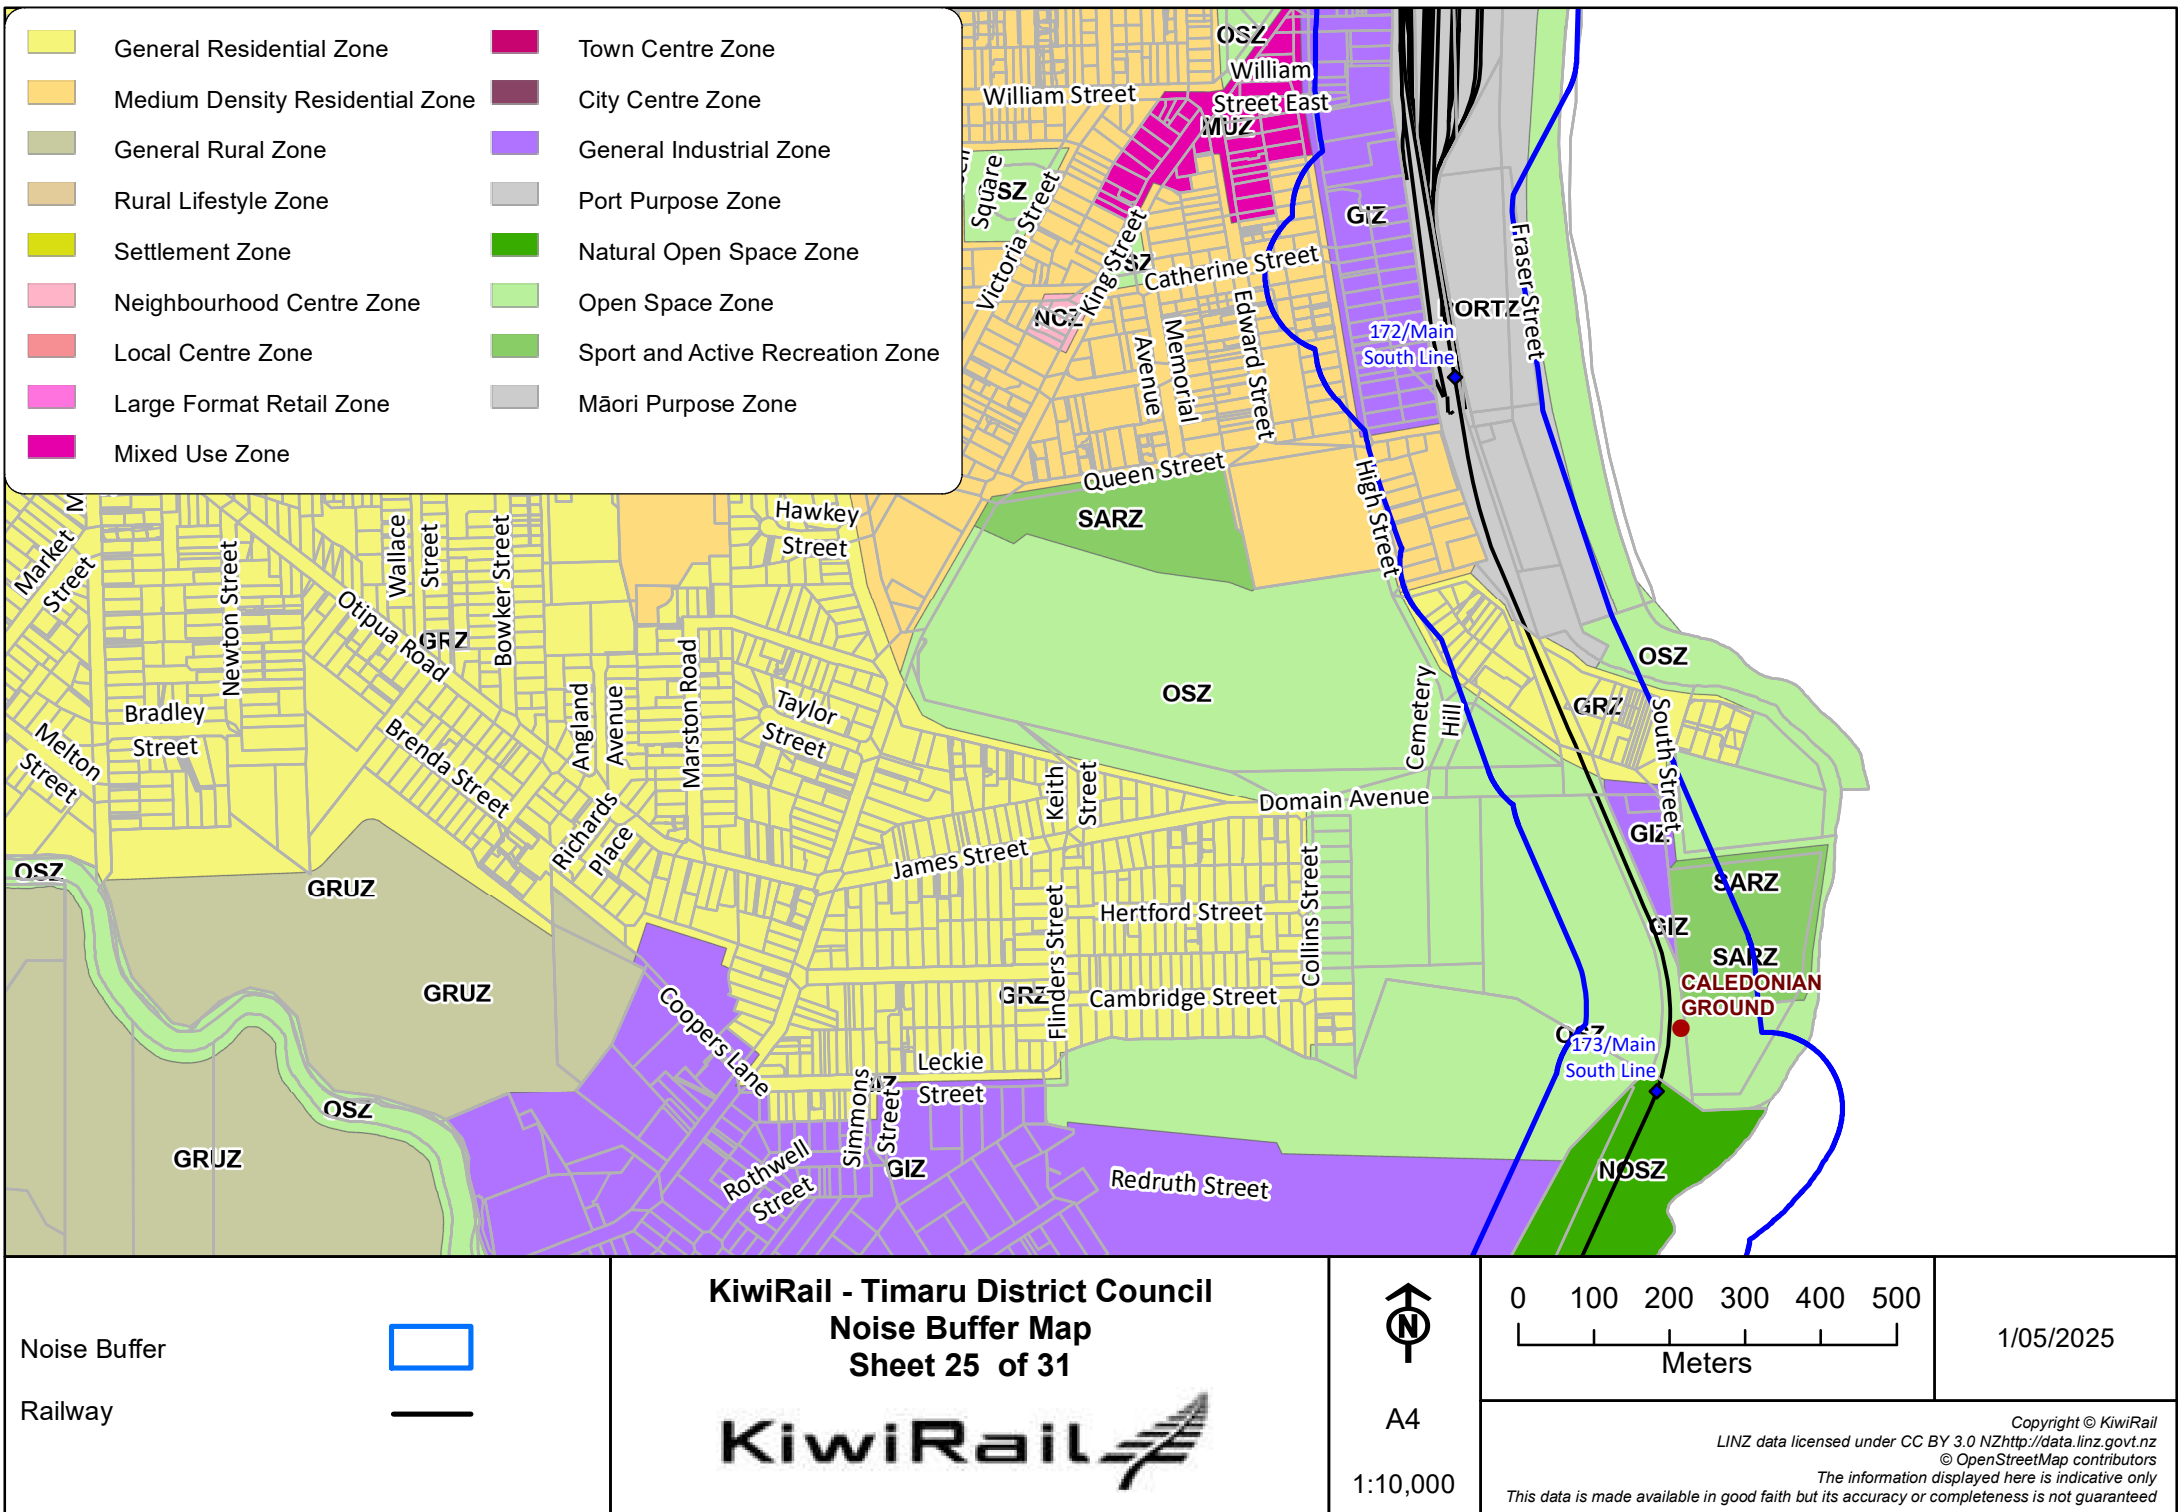 General Residential Zone
Medium Density Residential Zone
General Rural Zone
Rural Lifestyle Zone
Settlement Zone
Neighbourhood Centre Zone
Local Centre Zone
Large Format Retail Zone
Mixed Use Zone
Town Centre Zone
City Centre Zone
General Industrial Zone
Port Purpose Zone
Natural Open Space Zone
Open Space Zone
Sport and Active Recreation Zone
Māori Purpose Zone
OSZ
William
Street East
William Street
MUZ
Square
Victoria Street
King Street
Catherine Street
GIZ
NCZ
Memorial
Avenue
Edward Street
172/Main
South Line
PORTZ
Fraser Street
Queen Street
High Street
SARZ
Hawkey
Street
Market
Street
Newton Street
Wallace
Street
Bowker Street
Otipua Road
GRZ
Angland
Avenue
Marston Road
Taylor
Street
OSZ
Cemetery
Hill
OSZ
GRZ
South Street
Bradley
Street
Melton
Street
Brenda Street
Richards
Place
Keith
Street
Domain Avenue
James Street
GIZ
SARZ
GIZ
SARZ
CALEDONIAN
GROUND
OSZ
GRUZ
Hertford Street
Flinders Street
Collins Street
GRUZ
GRZ
Cambridge Street
Coopers Lane
OSZ
173/Main
South Line
Leckie
Street
Simmons
Street
OSZ
GRUZ
Rothwell
Street
GIZ
Redruth Street
NOSZ
Noise Buffer
Railway
KiwiRail - Timaru District Council
Noise Buffer Map
Sheet 25 of 31
KiwiRail
N
A4
1:10,000
0 100 200 300 400 500
Meters
1/05/2025
Copyright © KiwiRail
LINZ data licensed under CC BY 3.0 NZhttp://data.linz.govt.nz
© OpenStreetMap contributors
The information displayed here is indicative only
This data is made available in good faith but its accuracy or completeness is not guaranteed